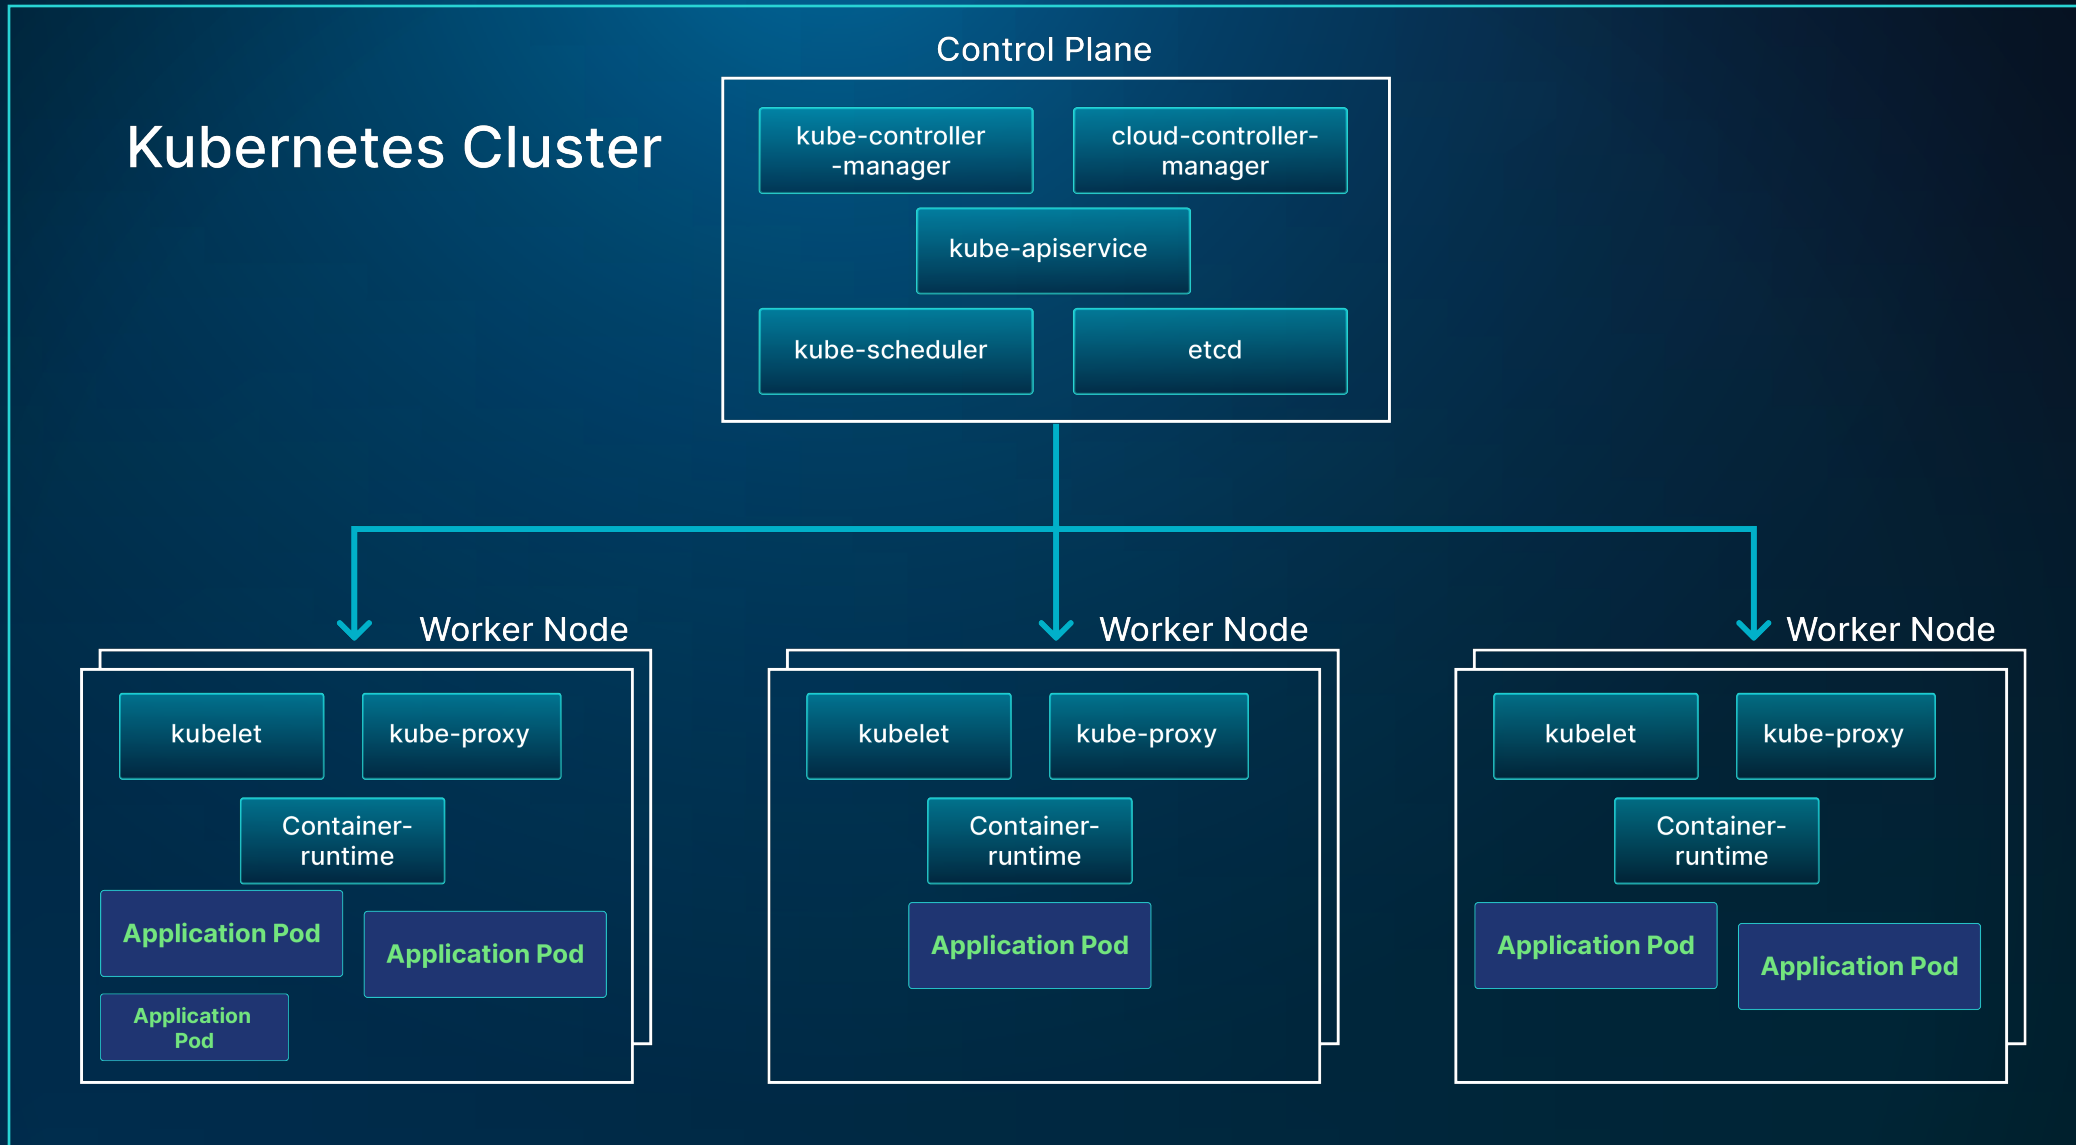 Control Plane
Kubernetes Cluster
kube-controller
-manager
cloud-controller-
manager
kube-apiservice
kube-scheduler
etcd
Worker Node
kubelet
kube-proxy
Container-
runtime
Application Pod
Application Pod
Application
Pod
Worker Node
kubelet
kube-proxy
Container-
runtime
Application Pod
Worker Node
kubelet
kube-proxy
Container-
runtime
Application Pod
Application Pod